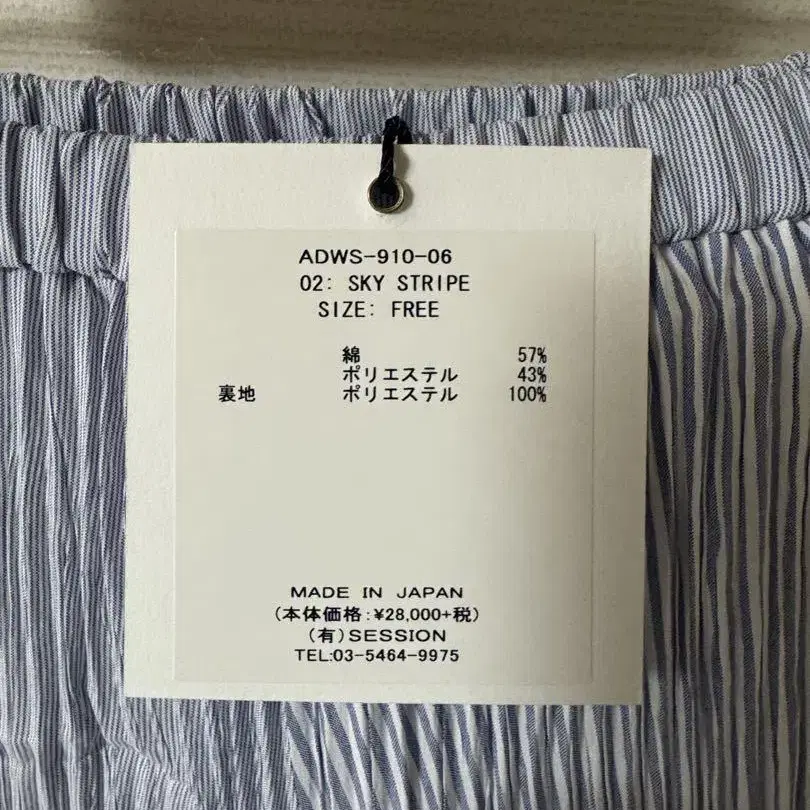 ADWS-910-06
02: SKY STRIPE
SIZE: FREE
綿 57%
ポリエステル 43%
裏地 ポリエステル 100%
MADE IN JAPAN
(本体価格:¥28,000+税)
(有)SESSION
TEL:03-5464-9975